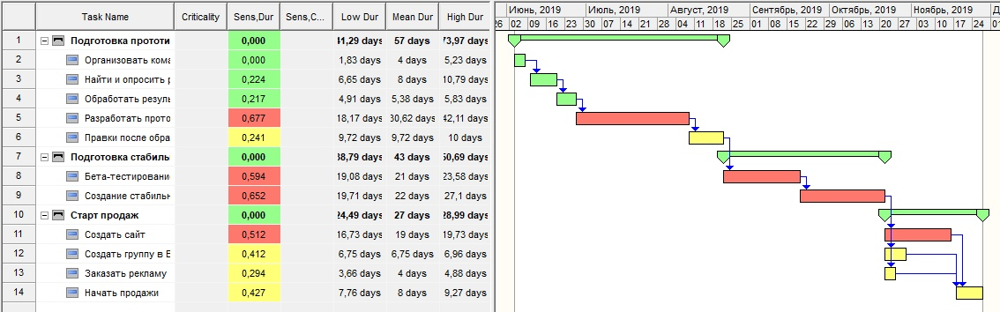 Task Name Criticality Sens,Dur Sens,C... Low Dur Mean Dur High Dur
Июнь, 2019 Июль, 2019 Август, 2019 Сентябрь, 2019 Октябрь, 2019 Ноябрь, 2019 Д
26 02 09 16 23 30 07 14 21 28 04 11 18 25 01 08 15 22 29 06 13 20 27 03 10 17 24 01
1 Подготовка прототи 0,000 41,29 days 57 days 73,97 days
2 Организовать кома 0,000 1,83 days 4 days 5,23 days
3 Найти и опросить р 0,224 6,65 days 8 days 10,79 days
4 Обработать резуль 0,217 4,91 days 5,38 days 5,83 days
5 Разработать прото 0,677 18,17 days 30,62 days 42,11 days
6 Правки после обра 0,241 9,72 days 9,72 days 10 days
7 Подготовка стабиль 0,000 38,79 days 43 days 50,69 days
8 Бета-тестировани 0,594 19,08 days 21 days 23,58 days
9 Создание стабильн 0,652 19,71 days 22 days 27,1 days
10 Старт продаж 0,000 24,49 days 27 days 28,99 days
11 Создать сайт 0,512 16,73 days 19 days 19,73 days
12 Создать группу в В 0,412 6,75 days 6,75 days 6,96 days
13 Заказать рекламу 0,294 3,66 days 4 days 4,88 days
14 Начать продажи 0,427 7,76 days 8 days 9,27 days